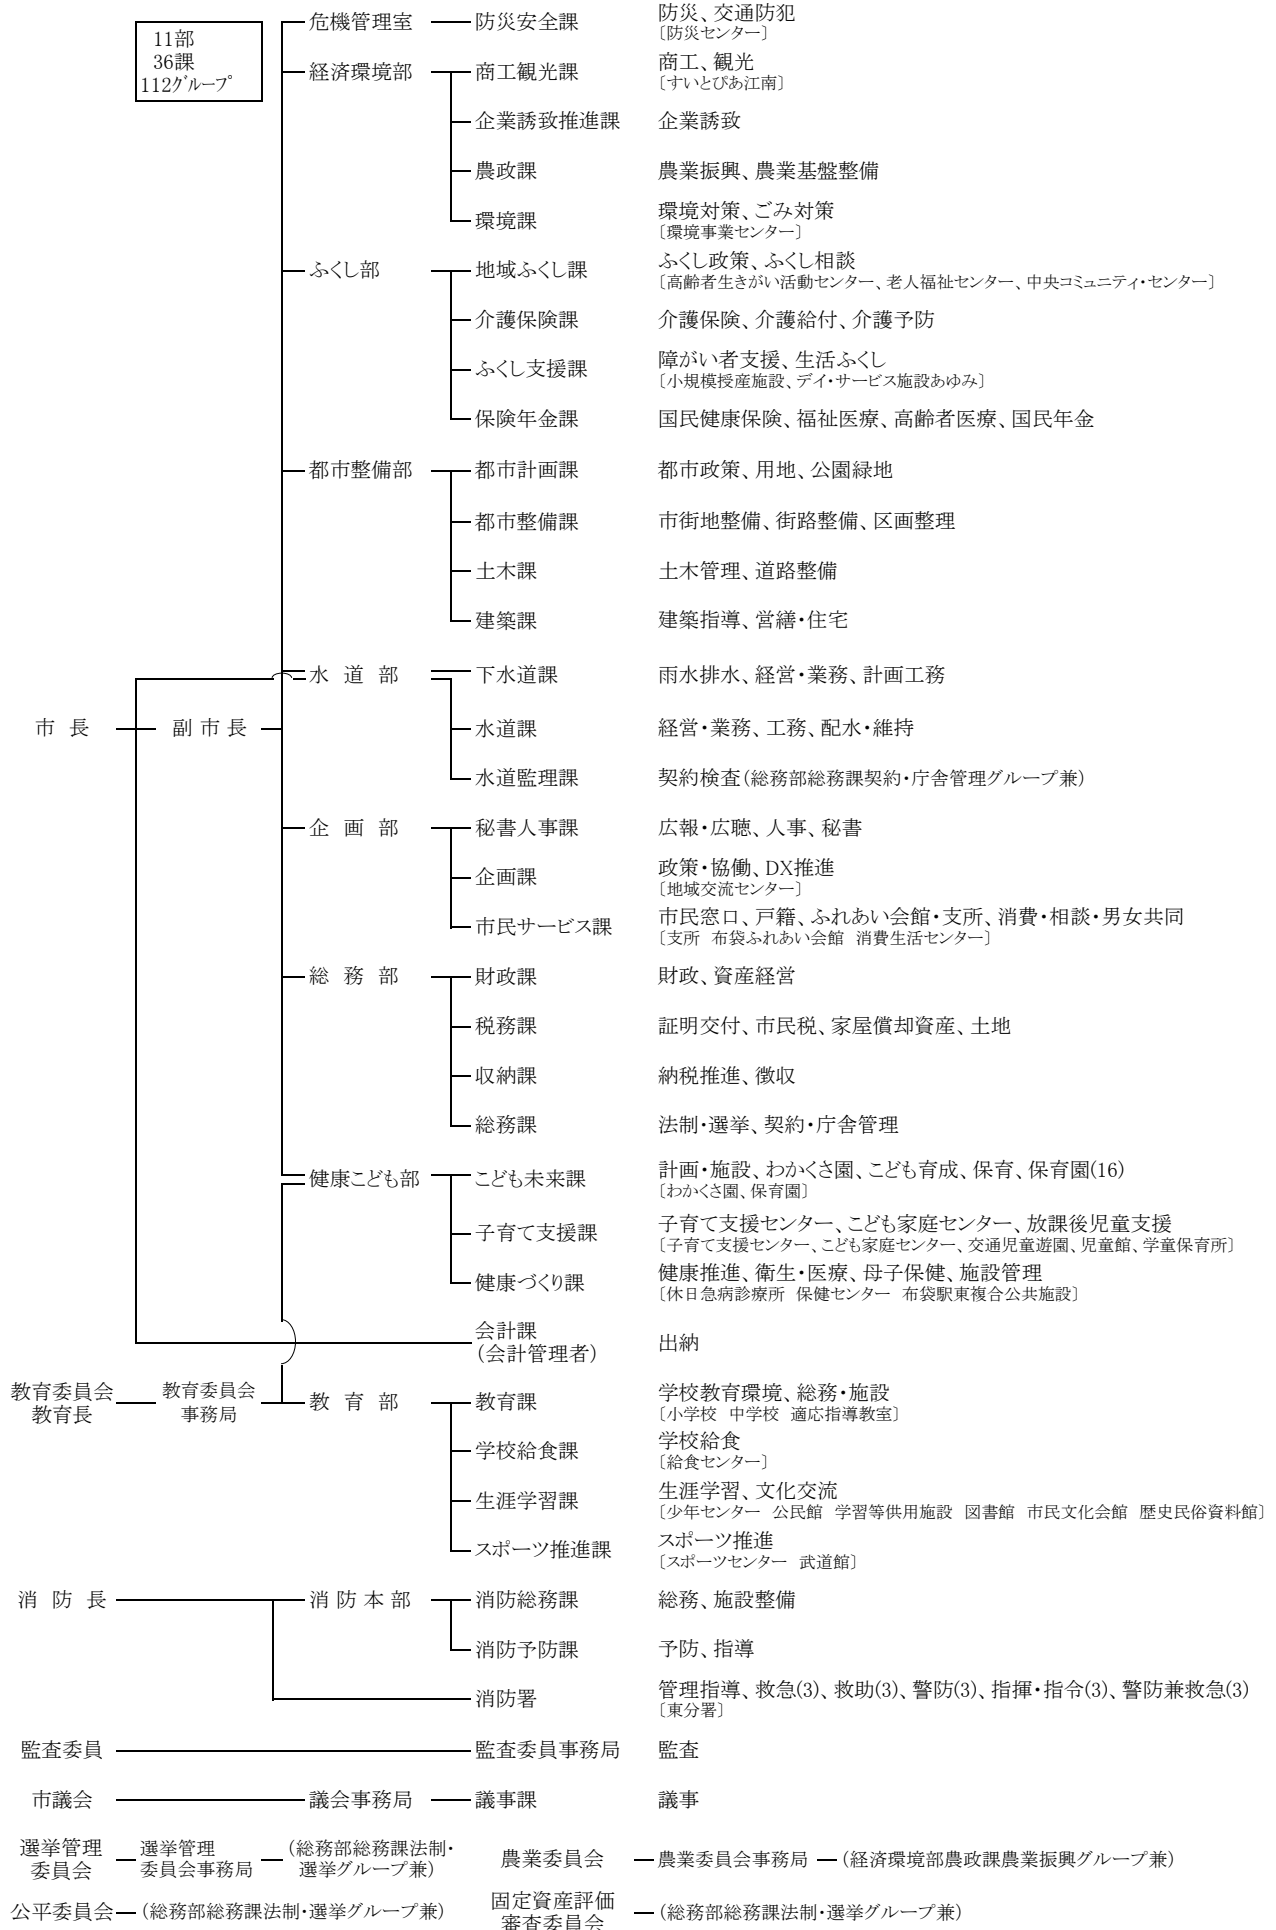 11部
36課
112グループ
危機管理室 防災安全課 防災、交通防犯
〔防災センター〕
経済環境部 商工観光課 商工、観光
〔すいとぴあ江南〕
企業誘致推進課 企業誘致
農政課 農業振興、農業基盤整備
環境課 環境対策、ごみ対策
〔環境事業センター〕
ふくし部 地域ふくし課 ふくし政策、ふくし相談
〔高齢者生きがい活動センター、老人福祉センター、中央コミュニティ・センター〕
介護保険課 介護保険、介護給付、介護予防
ふくし支援課 障がい者支援、生活ふくし
〔小規模授産施設、デイ・サービス施設あゆみ〕
保険年金課 国民健康保険、福祉医療、高齢者医療、国民年金
都市整備部 都市計画課 都市政策、用地、公園緑地
都市整備課 市街地整備、街路整備、区画整理
土木課 土木管理、道路整備
建築課 建築指導、営繕・住宅
水道部 下水道課 雨水排水、経営・業務、計画工務
市長 副市長 水道課 経営・業務、工務、配水・維持
水道監理課 契約検査(総務部総務課契約・庁舎管理グループ兼)
企画部 秘書人事課 広報・広聴、人事、秘書
企画課 政策・協働、DX推進
〔地域交流センター〕
市民サービス課 市民窓口、戸籍、ふれあい会館・支所、消費・相談・男女共同
〔支所 布袋ふれあい会館 消費生活センター〕
総務部 財政課 財政、資産経営
税務課 証明交付、市民税、家屋償却資産、土地
収納課 納税推進、徴収
総務課 法制・選挙、契約・庁舎管理
健康こども部 こども未来課 計画・施設、わかくさ園、こども育成、保育、保育園(16)
〔わかくさ園、保育園〕
子育て支援課 子育て支援センター、こども家庭センター、放課後児童支援
〔子育て支援センター、こども家庭センター、交通児童遊園、児童館、学童保育所〕
健康づくり課 健康推進、衛生・医療、母子保健、施設管理
〔休日急病診療所 保健センター 布袋駅東複合公共施設〕
会計課 出納
(会計管理者)
教育委員会 教育委員会 教育部 教育課 学校教育環境、総務・施設
教育長 事務局 〔小学校 中学校 適応指導教室〕
学校給食課 学校給食
〔給食センター〕
生涯学習課 生涯学習、文化交流
〔少年センター 公民館 学習等供用施設 図書館 市民文化会館 歴史民俗資料館〕
スポーツ推進課 スポーツ推進
〔スポーツセンター 武道館〕
消防長 消防本部 消防総務課 総務、施設整備
消防予防課 予防、指導
消防署 管理指導、救急(3)、救助(3)、警防(3)、指揮・指令(3)、警防兼救急(3)
〔東分署〕
監査委員 監査委員事務局 監査
市議会 議会事務局 議事課 議事
選挙管理 選挙管理 (総務部総務課法制・
委員会 委員会事務局 選挙グループ兼)
農業委員会 農業委員会事務局 (経済環境部農政課農業振興グループ兼)
公平委員会 (総務部総務課法制・選挙グループ兼)
固定資産評価
審査委員会 (総務部総務課法制・選挙グループ兼)